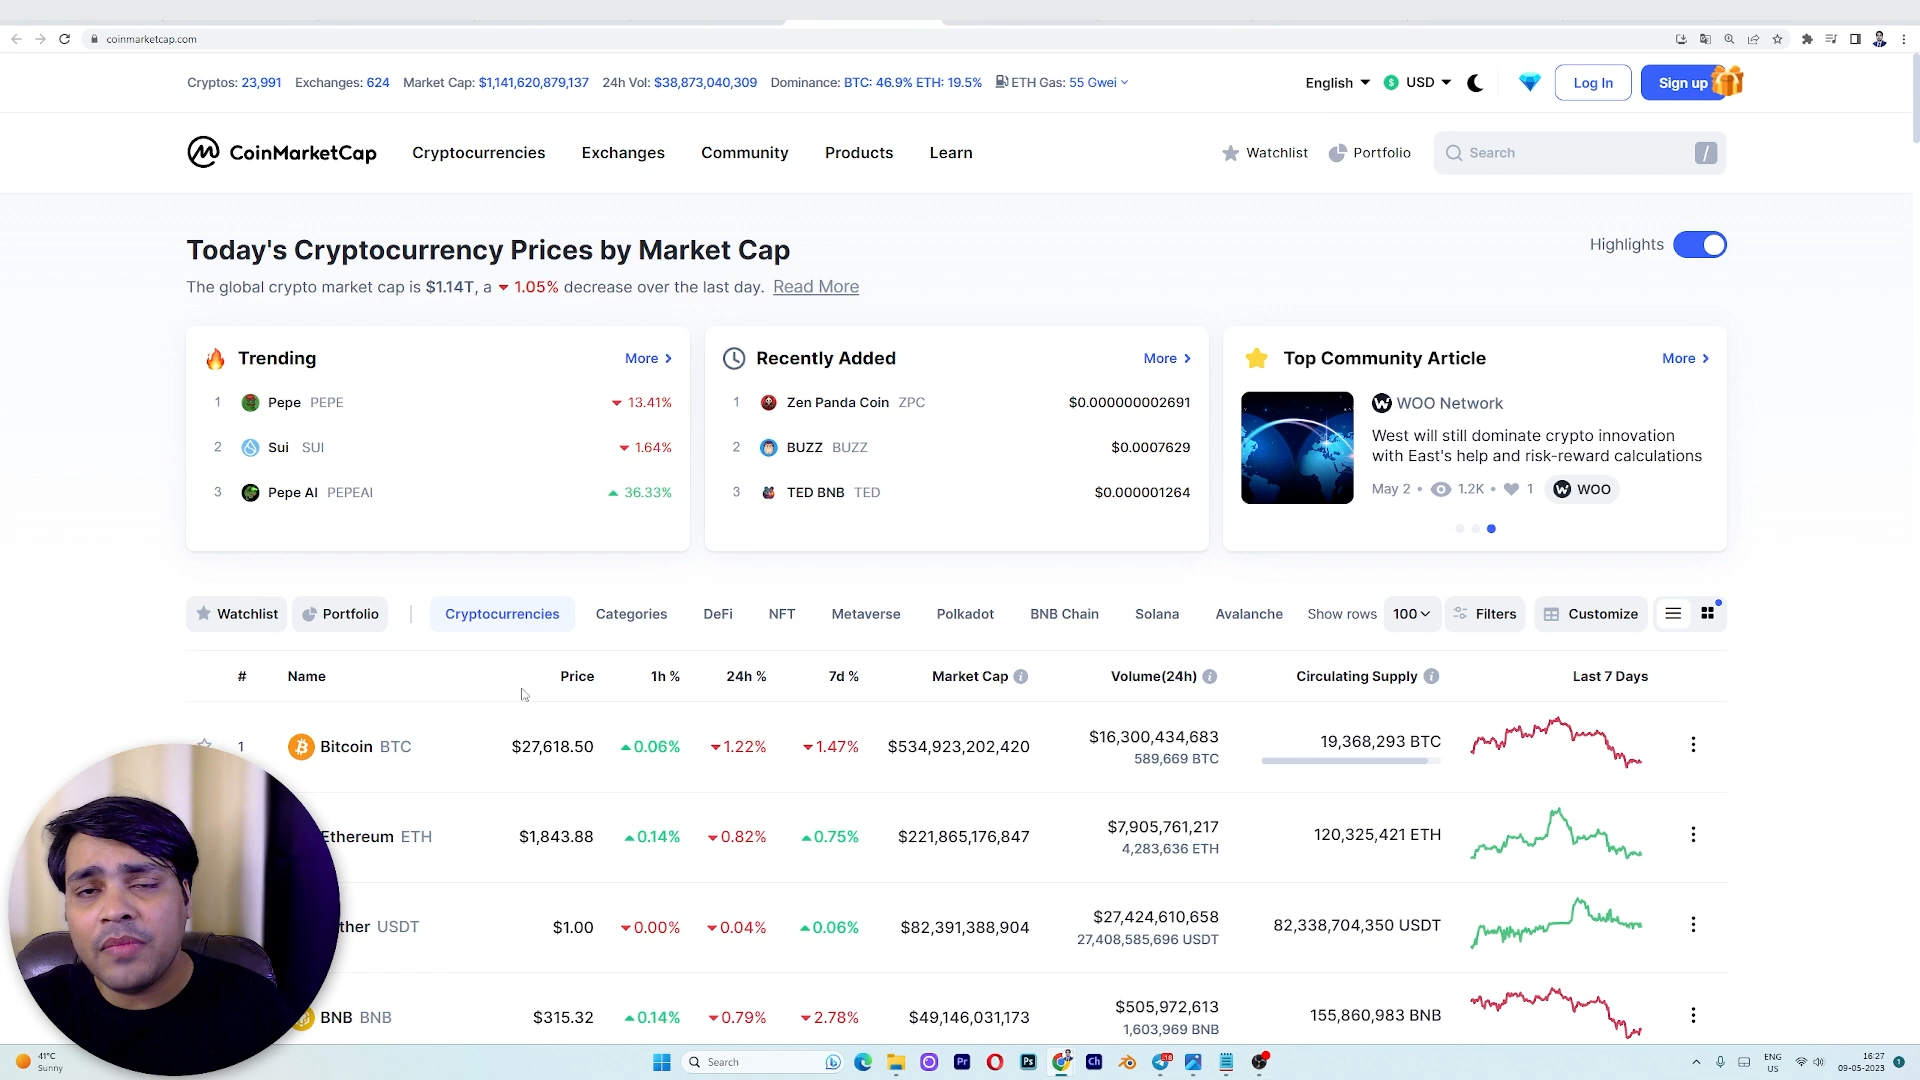 coinmarketcap.com
Cryptos: 23,991 Exchanges: 624 Market Cap: $1,141,620,879,137 24h Vol: $38,873,040,309 Dominance: BTC: 46.9% ETH: 19.5% ETH Gas: 55 Gwei
English USD Log In Sign up
CoinMarketCap Cryptocurrencies Exchanges Community Products Learn Watchlist Portfolio Search /
Today's Cryptocurrency Prices by Market Cap
Highlights
The global crypto market cap is $1.14T, a 1.05% decrease over the last day. Read More
Trending More
1 Pepe PEPE 13.41%
2 Sui SUI 1.64%
3 Pepe AI PEPEAI 36.33%
Recently Added More
1 Zen Panda Coin ZPC $0.000000002691
2 BUZZ BUZZ $0.0007629
3 TED BNB TED $0.000001264
Top Community Article More
WOO Network
West will still dominate crypto innovation
with East's help and risk-reward calculations
May 2 • 1.2K • 1 WOO
Watchlist Portfolio Cryptocurrencies Categories DeFi NFT Metaverse Polkadot BNB Chain Solana Avalanche Show rows 100 Filters Customize
# Name Price 1h % 24h % 7d % Market Cap Volume(24h) Circulating Supply Last 7 Days
1 Bitcoin BTC $27,618.50 0.06% 1.22% 1.47% $534,923,202,420 $16,300,434,683 19,368,293 BTC
589,669 BTC
Ethereum ETH $1,843.88 0.14% 0.82% 0.75% $221,865,176,847 $7,905,761,217 120,325,421 ETH
4,283,636 ETH
ther USDT $1.00 0.00% 0.04% 0.06% $82,391,388,904 $27,424,610,658 82,338,704,350 USDT
27,408,585,696 USDT
BNB BNB $315.32 0.14% 0.79% 2.78% $49,146,031,173 $505,972,613 155,860,983 BNB
1,603,969 BNB
41°C
Sunny
Search
Pr
Ps
Ch
18
ENG
US
16:27
09-05-2023
1